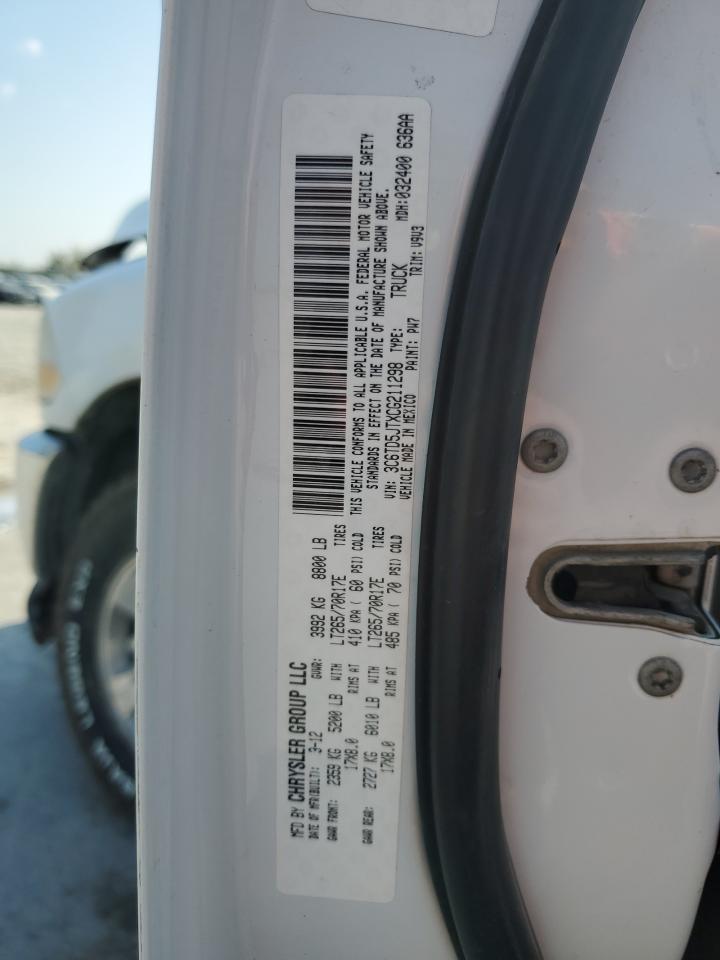 MFD BY CHRYSLER GROUP LLC
DATE OF MFR(BUILT): 3-12 GVWR: 3992 KG 8800 LB
GAWR FRONT: 2359 KG 5200 LB WITH LT265/70R17E TIRES
17X8.0 RIMS AT 410 KPA( 60 PSI) COLD
GAWR REAR: 2727 KG 6010 LB WITH LT265/70R17E TIRES
17X8.0 RIMS AT 485 KPA( 70 PSI) COLD
THIS VEHICLE CONFORMS TO ALL APPLICABLE U.S.A. FEDERAL MOTOR VEHICLE SAFETY
STANDARDS IN EFFECT ON THE DATE OF MANUFACTURE SHOWN ABOVE.
VIN: 3C6TD5JTXCG211298 TYPE: TRUCK MDH:032400 636AA
VEHICLE MADE IN MEXICO PAINT: PW7 TRIM: V9V3